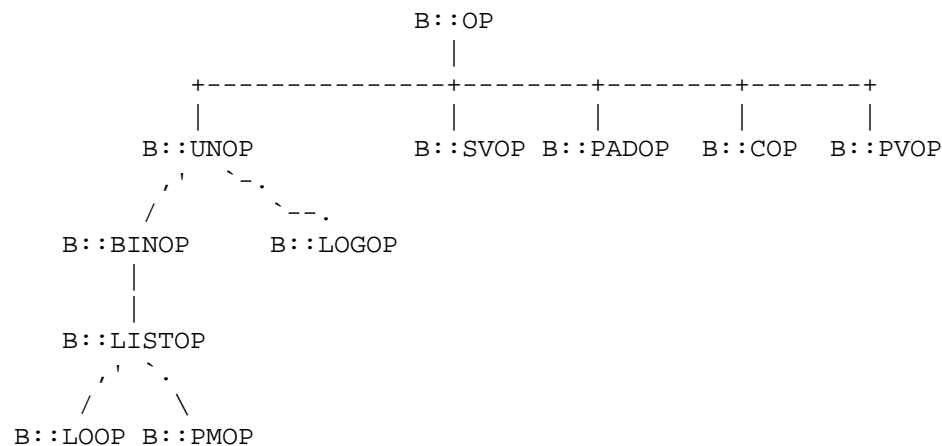 B::OP
B::UNOP B::SVOP B::PADOP B::COP B::PVOP
B::BINOP B::LOGOP
B::LISTOP
B::LOOP B::PMOP